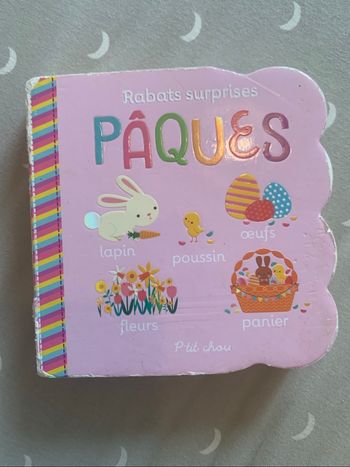 Rabats surprises
PÂQUES
lapin
poussin
œufs
fleurs
panier
P'tit chou